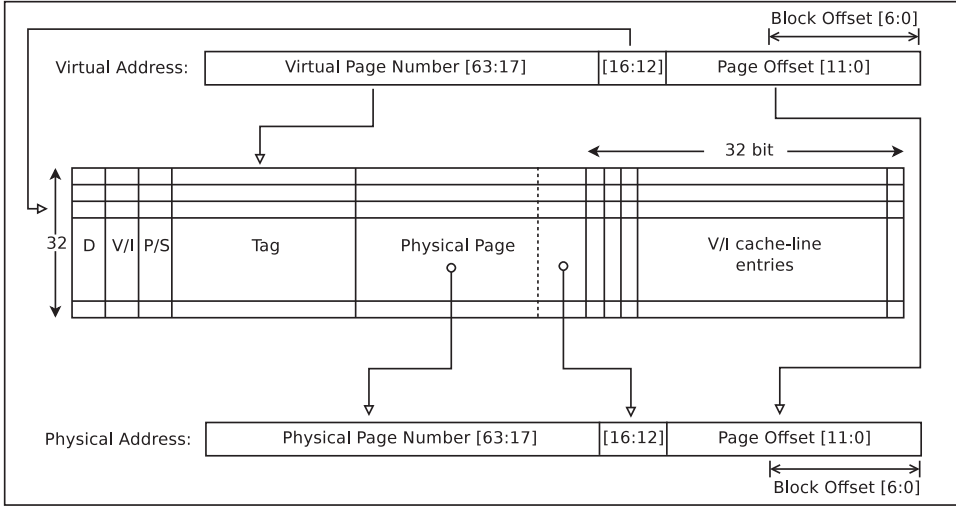 Block Offset [6:0]
Virtual Address: Virtual Page Number [63:17] [16:12] Page Offset [11:0]
32 bit
32 D V/I P/S Tag Physical Page V/I cache-line
entries
Physical Address: Physical Page Number [63:17] [16:12] Page Offset [11:0]
Block Offset [6:0]